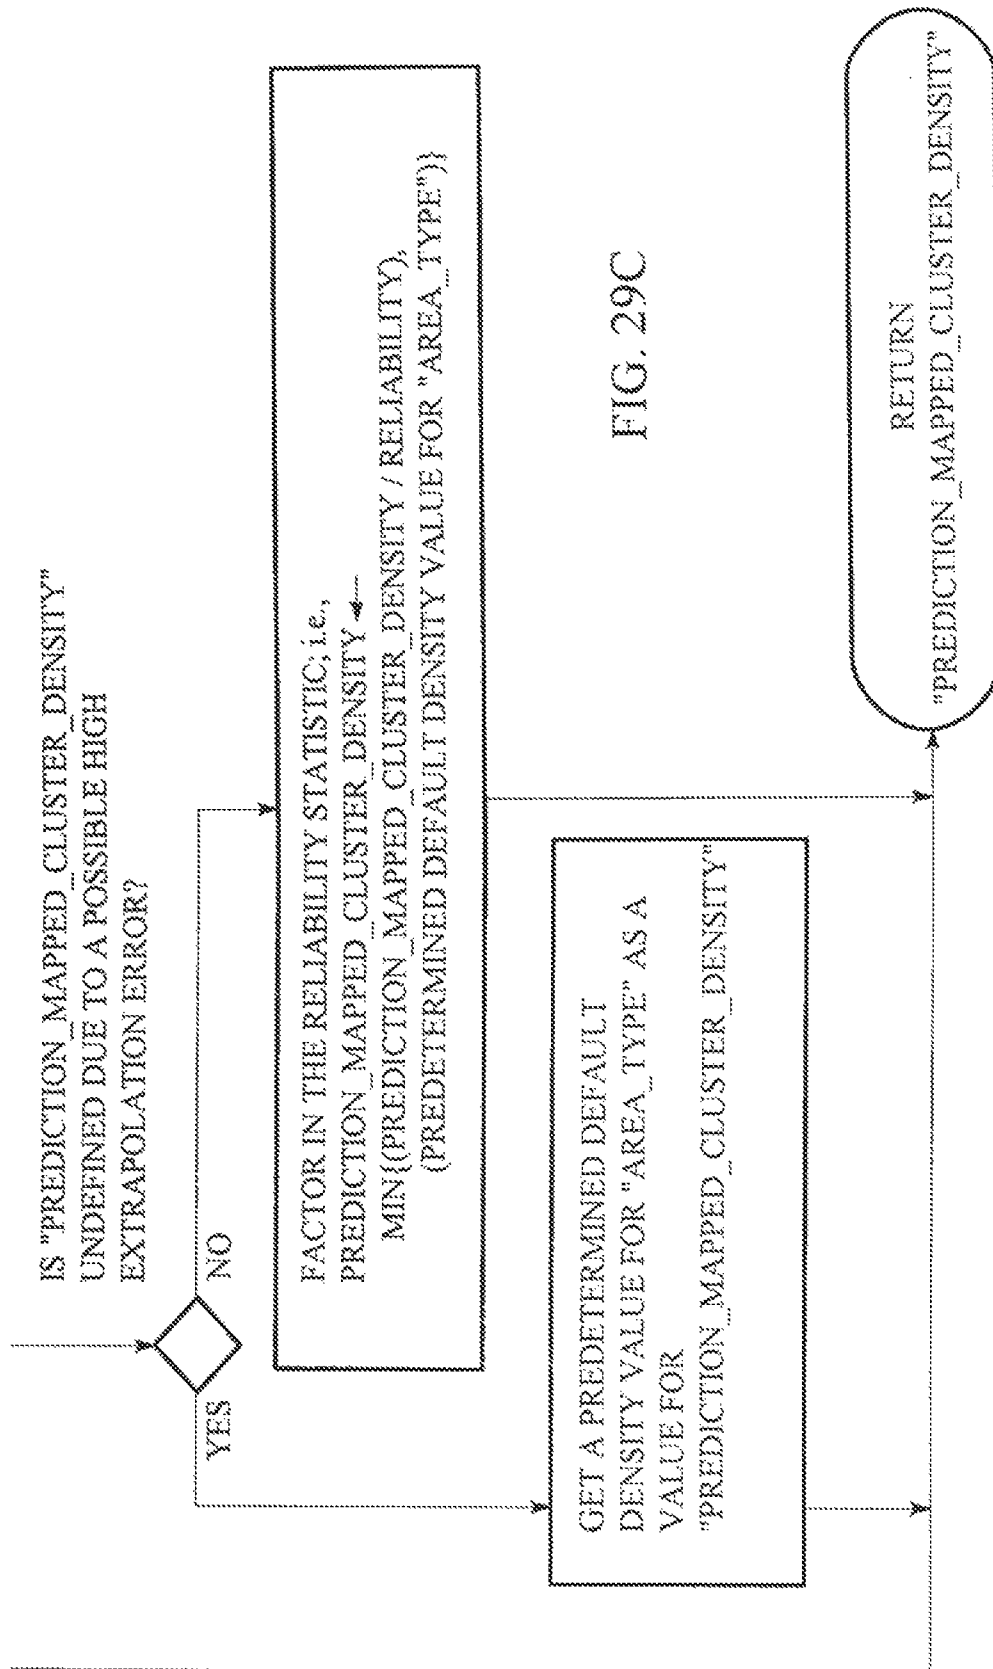 IS "PREDICTION_MAPPED_CLUSTER_DENSITY"
UNDEFINED DUE TO A POSSIBLE HIGH
EXTRAPOLATION ERROR?
YES
NO
FACTOR IN THE RELIABILITY STATISTIC; i.e.,
PREDICTION_MAPPED_CLUSTER_DENSITY ←
MIN{(PREDICTION_MAPPED_CLUSTER_DENSITY / RELIABILITY),
(PREDETERMINED DEFAULT DENSITY VALUE FOR "AREA_TYPE")}
GET A PREDETERMINED DEFAULT
DENSITY VALUE FOR "AREA_TYPE" AS A
VALUE FOR
"PREDICTION_MAPPED_CLUSTER_DENSITY"
FIG. 29C
RETURN
"PREDICTION_MAPPED_CLUSTER_DENSITY"